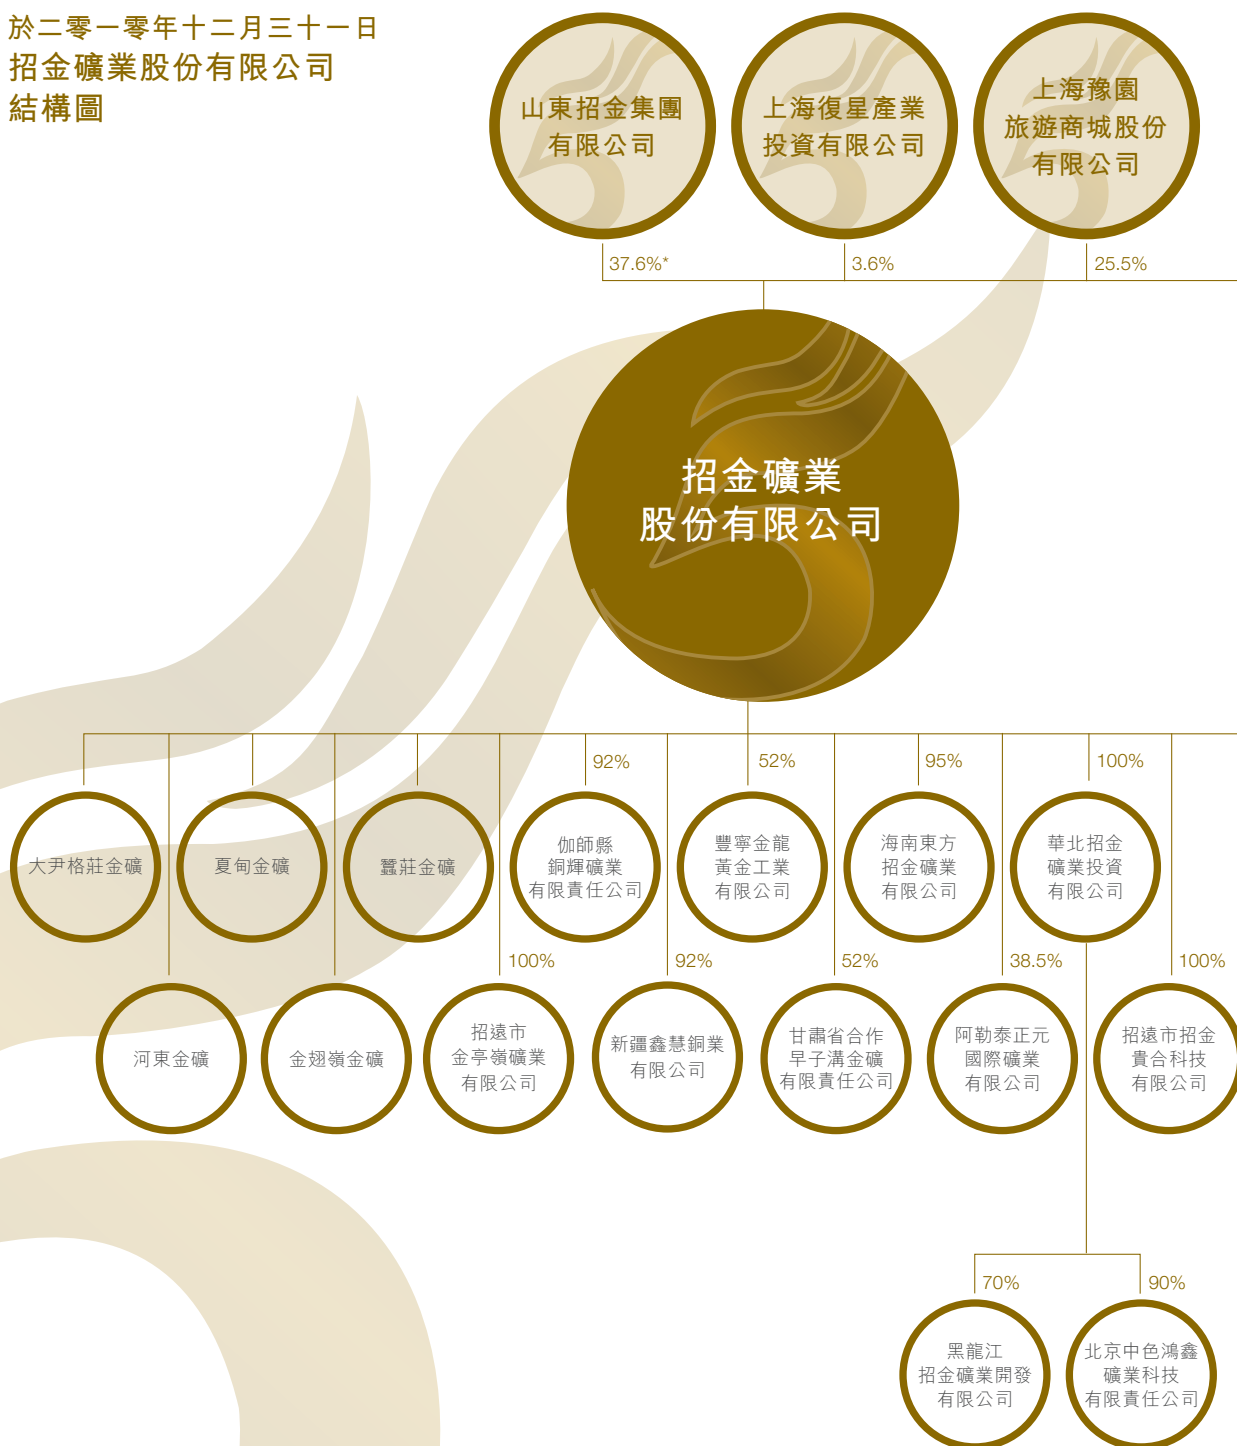 於二零一零年十二月三十一日
招金礦業股份有限公司
結構圖
山東招金集團
有限公司
上海復星產業
投資有限公司
上海豫園
旅遊商城股份
有限公司
37.6%*
3.6%
25.5%
招金礦業
股份有限公司
92%
52%
95%
100%
大尹格莊金礦
夏甸金礦
蠶莊金礦
伽師縣
銅輝礦業
有限責任公司
豐寧金龍
黃金工業
有限公司
海南東方
招金礦業
有限公司
華北招金
礦業投資
有限公司
100%
92%
52%
38.5%
100%
河東金礦
金翅嶺金礦
招遠市
金亭嶺礦業
有限公司
新疆鑫慧銅業
有限公司
甘肅省合作
早子溝金礦
有限責任公司
阿勒泰正元
國際礦業
有限公司
招遠市招金
貴合科技
有限公司
70%
90%
黑龍江
招金礦業開發
有限公司
北京中色鴻鑫
礦業科技
有限責任公司